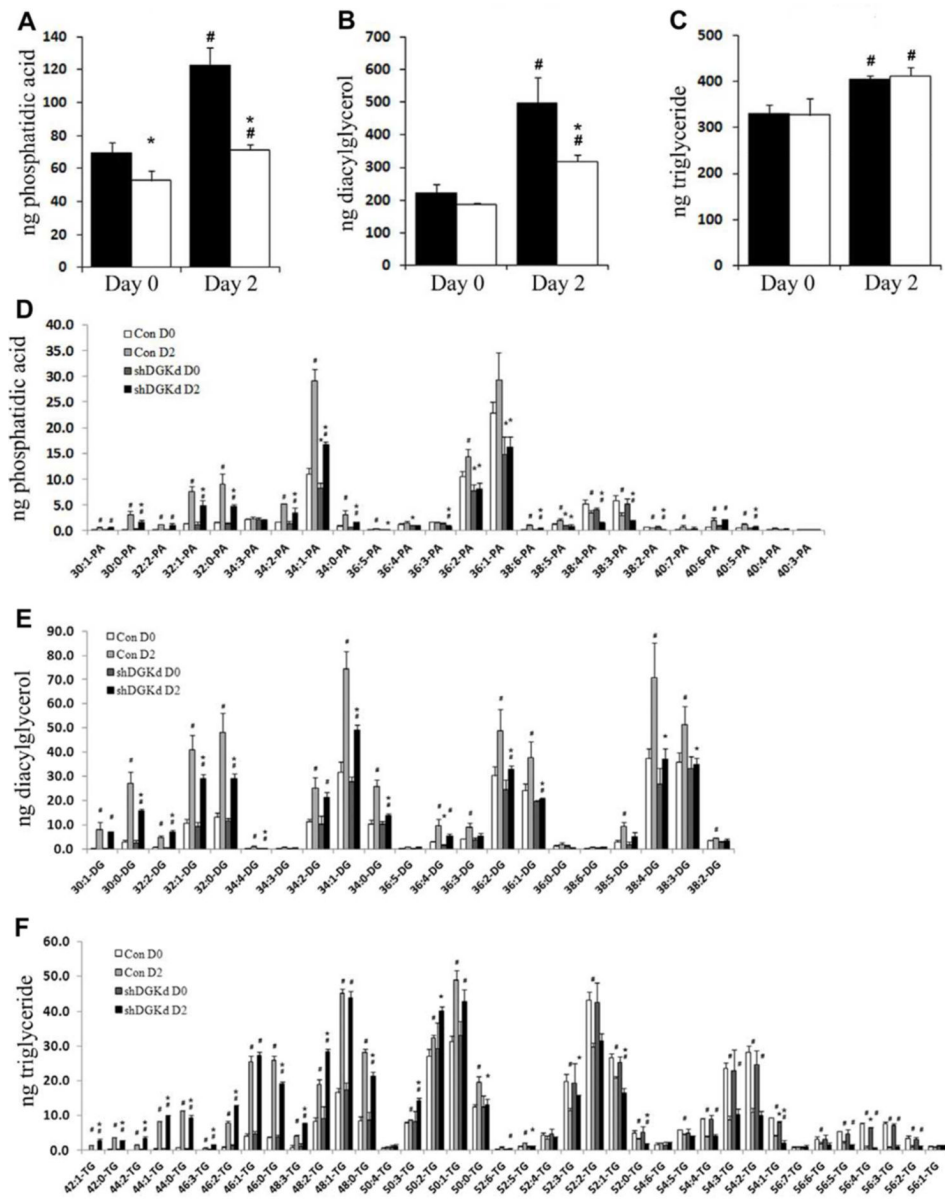 A
B
C
ng phosphatidic acid
140
120
100
80
60
40
20
0
*
#
*
#
Day 0
Day 2
ng diacylglycerol
700
600
500
400
300
200
100
0
#
*
#
Day 0
Day 2
ng triglyceride
500
400
300
200
100
0
#
#
Day 0
Day 2
D
ng phosphatidic acid
40.0
35.0
30.0
25.0
20.0
15.0
10.0
5.0
0.0
Con D0
Con D2
shDGKd D0
shDGKd D2
30:1-PA 30:0-PA 32:2-PA 32:1-PA 32:0-PA 34:3-PA 34:2-PA 34:1-PA 34:0-PA 36:5-PA 36:4-PA 36:3-PA 36:2-PA 36:1-PA 38:6-PA 38:5-PA 38:4-PA 38:3-PA 38:2-PA 40:7-PA 40:6-PA 40:5-PA 40:4-PA 40:3-PA
E
ng diacylglycerol
90.0
80.0
70.0
60.0
50.0
40.0
30.0
20.0
10.0
0.0
Con D0
Con D2
shDGKd D0
shDGKd D2
30:1-DG 30:0-DG 32:2-DG 32:1-DG 32:0-DG 34:4-DG 34:3-DG 34:2-DG 34:1-DG 34:0-DG 36:5-DG 36:4-DG 36:3-DG 36:2-DG 36:1-DG 36:0-DG 38:6-DG 38:5-DG 38:4-DG 38:3-DG 38:2-DG
F
ng triglyceride
60.0
50.0
40.0
30.0
20.0
10.0
0.0
Con D0
Con D2
shDGKd D0
shDGKd D2
42:1-TG 42:0-TG 44:2-TG 44:1-TG 44:0-TG 46:3-TG 46:2-TG 46:1-TG 46:0-TG 48:3-TG 48:2-TG 48:1-TG 48:0-TG 50:4-TG 50:3-TG 50:2-TG 50:1-TG 50:0-TG 52:6-TG 52:5-TG 52:4-TG 52:3-TG 52:2-TG 52:1-TG 52:0-TG 54:6-TG 54:5-TG 54:4-TG 54:3-TG 54:2-TG 54:1-TG 56:7-TG 56:6-TG 56:5-TG 56:4-TG 56:3-TG 56:2-TG 56:1-TG